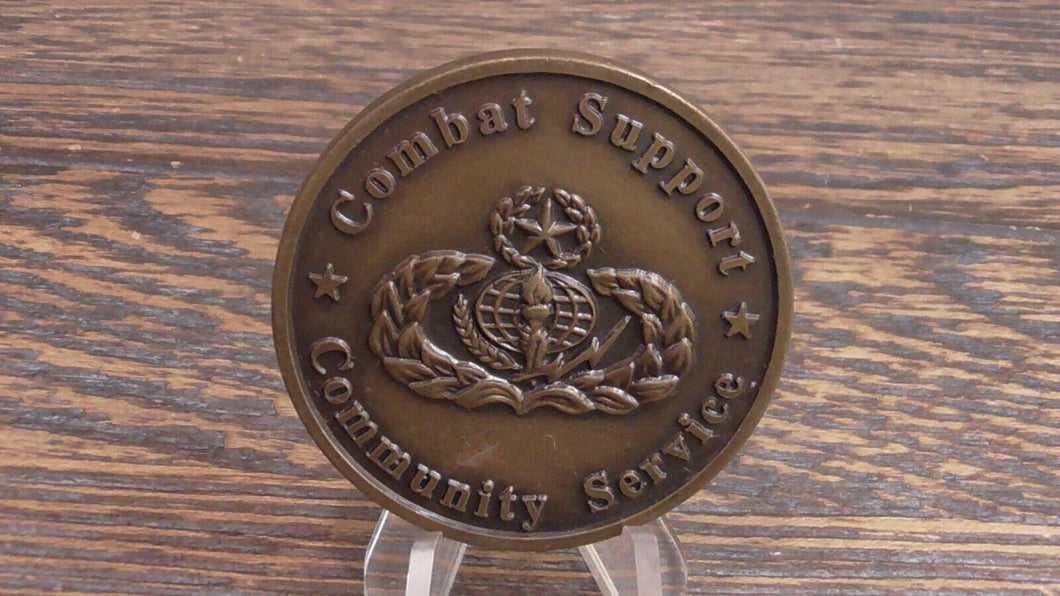 Combat Support
Community Service